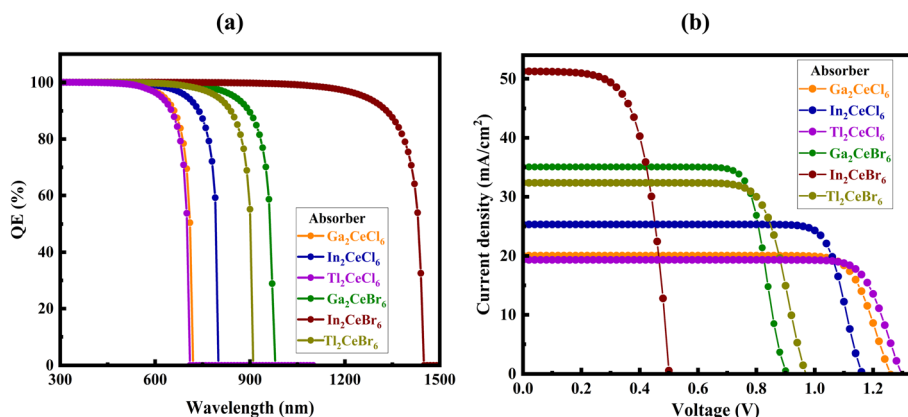 (a)
QE (%)
100
80
60
40
20
0
300
600
900
1200
1500
Wavelength (nm)
Absorber
Ga₂CeCl₆
In₂CeCl₆
Tl₂CeCl₆
Ga₂CeBr₆
In₂CeBr₆
Tl₂CeBr₆
(b)
Current density (mA/cm²)
50
40
30
20
10
0
0.0
0.2
0.4
0.6
0.8
1.0
1.2
Voltage (V)
Absorber
Ga₂CeCl₆
In₂CeCl₆
Tl₂CeCl₆
Ga₂CeBr₆
In₂CeBr₆
Tl₂CeBr₆